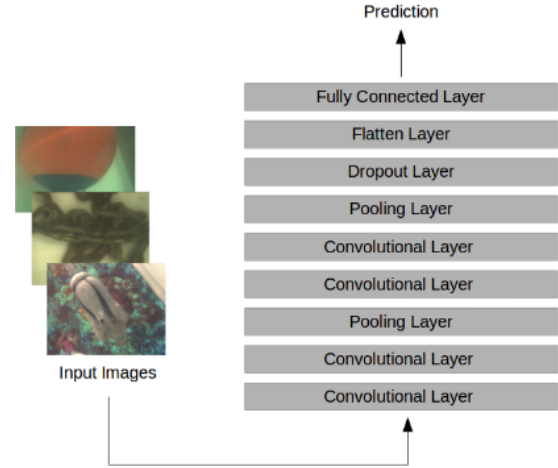 Prediction
Fully Connected Layer
Flatten Layer
Dropout Layer
Pooling Layer
Convolutional Layer
Convolutional Layer
Pooling Layer
Convolutional Layer
Convolutional Layer
Input Images